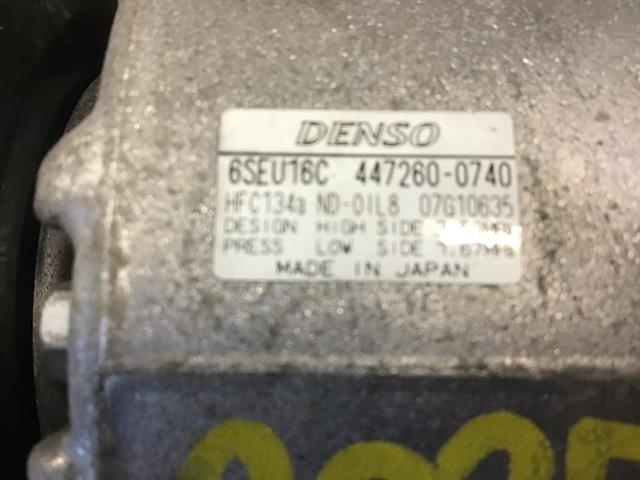 DENSO
6SEU16C 447260-0740
HFC134a ND-OIL8 07G10635
DESIGN HIGH SIDE
PRESS LOW SIDE 1.67MPa
MADE IN JAPAN